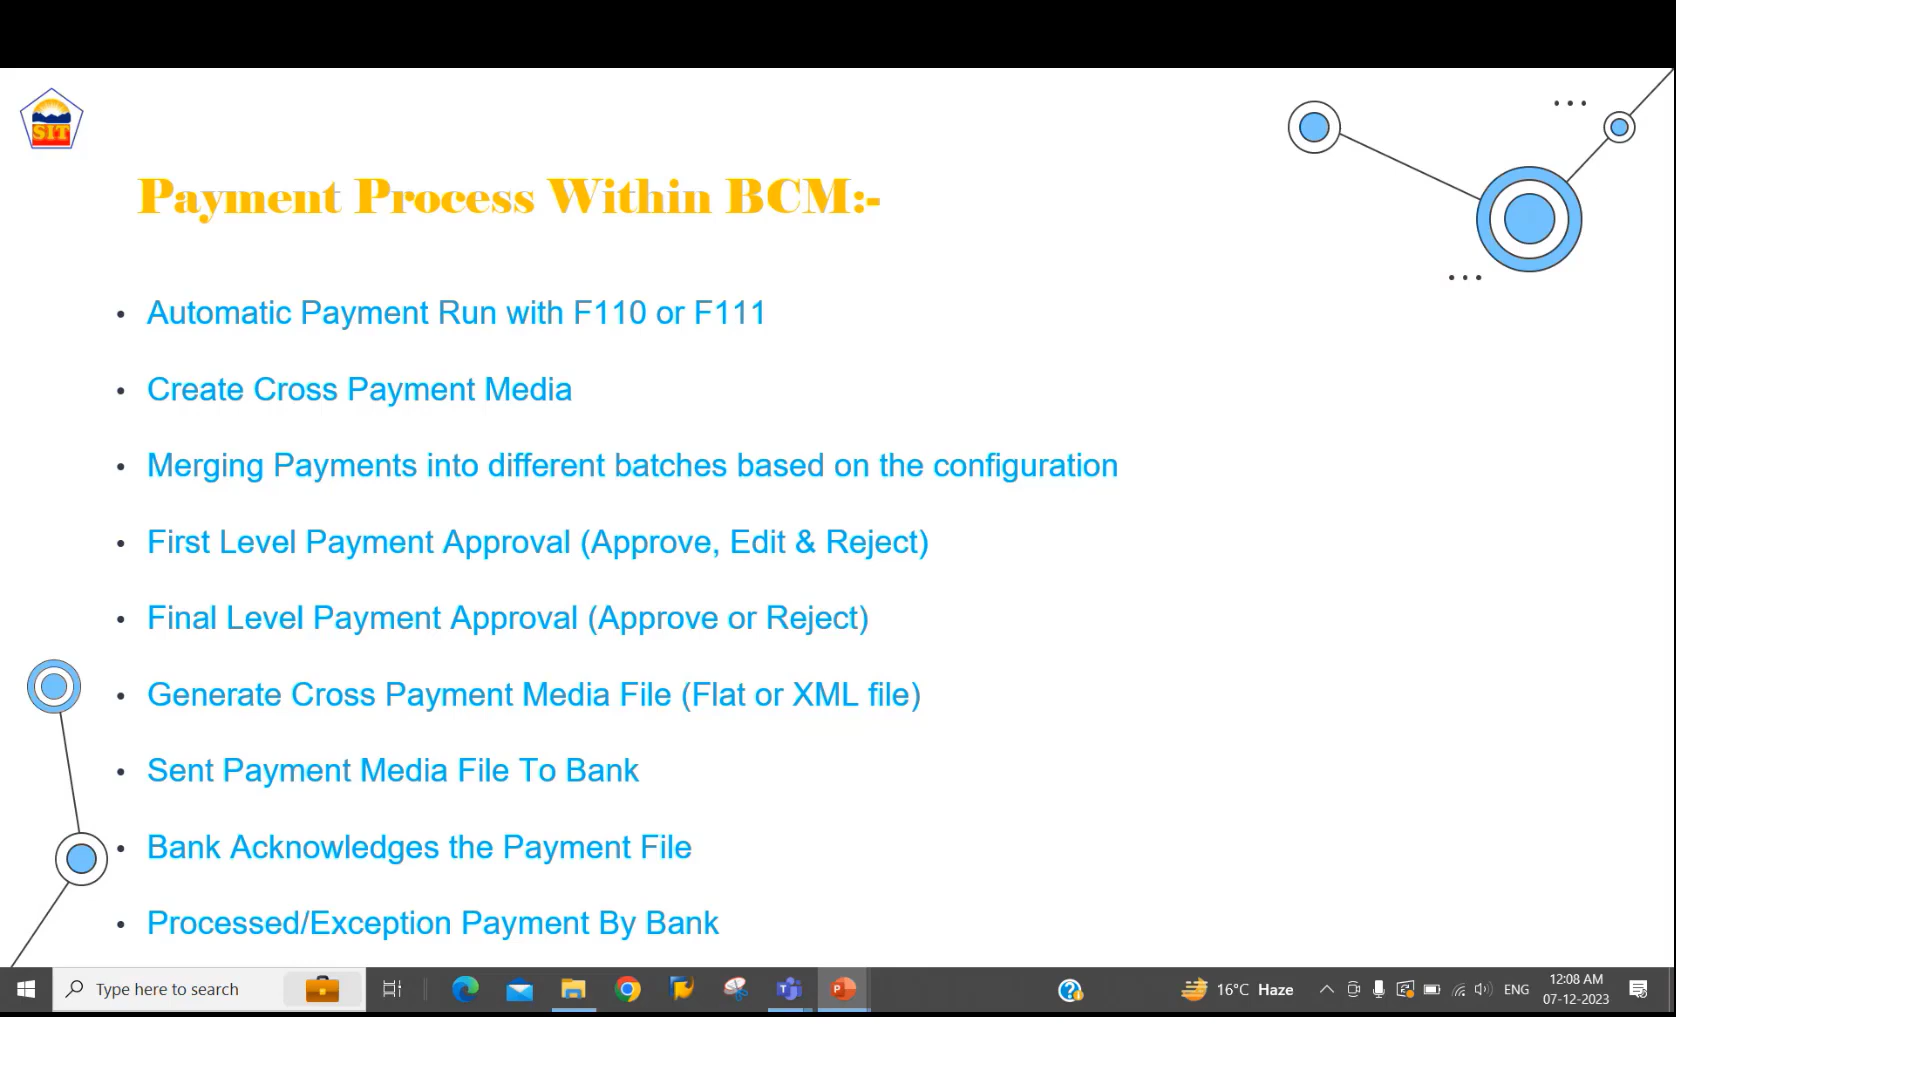 SIT
Payment Process Within BCM:-
• Automatic Payment Run with F110 or F111
• Create Cross Payment Media
• Merging Payments into different batches based on the configuration
• First Level Payment Approval (Approve, Edit & Reject)
• Final Level Payment Approval (Approve or Reject)
• Generate Cross Payment Media File (Flat or XML file)
• Sent Payment Media File To Bank
• Bank Acknowledges the Payment File
• Processed/Exception Payment By Bank
Type here to search
16°C Haze
ENG
12:08 AM
07-12-2023